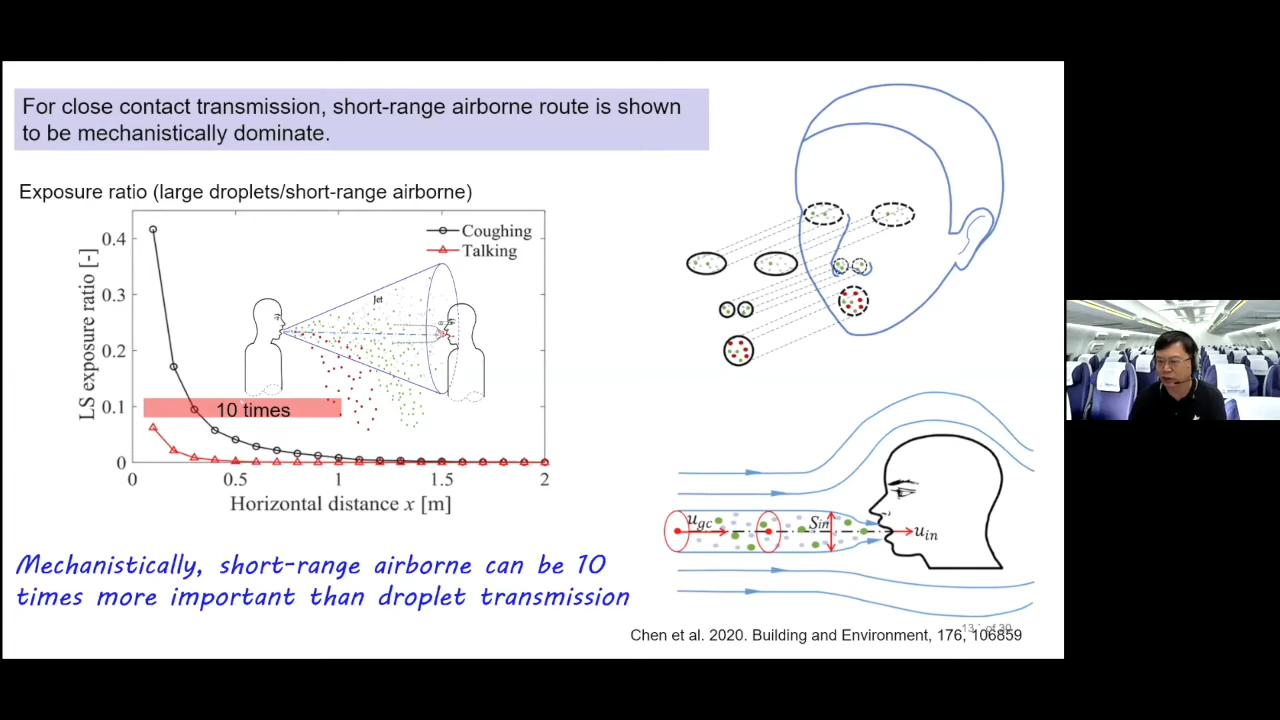 For close contact transmission, short-range airborne route is shown
to be mechanistically dominate.
Exposure ratio (large droplets/short-range airborne)
LS exposure ratio [-]
0.4
0.3
0.2
0.1
0
Coughing
Talking
Jet
10 times
0
0.5
1
1.5
2
Horizontal distance x [m]
Mechanistically, short-range airborne can be 10
times more important than droplet transmission
u_gc
S_in
u_in
13 of 30
Chen et al. 2020. Building and Environment, 176, 106859